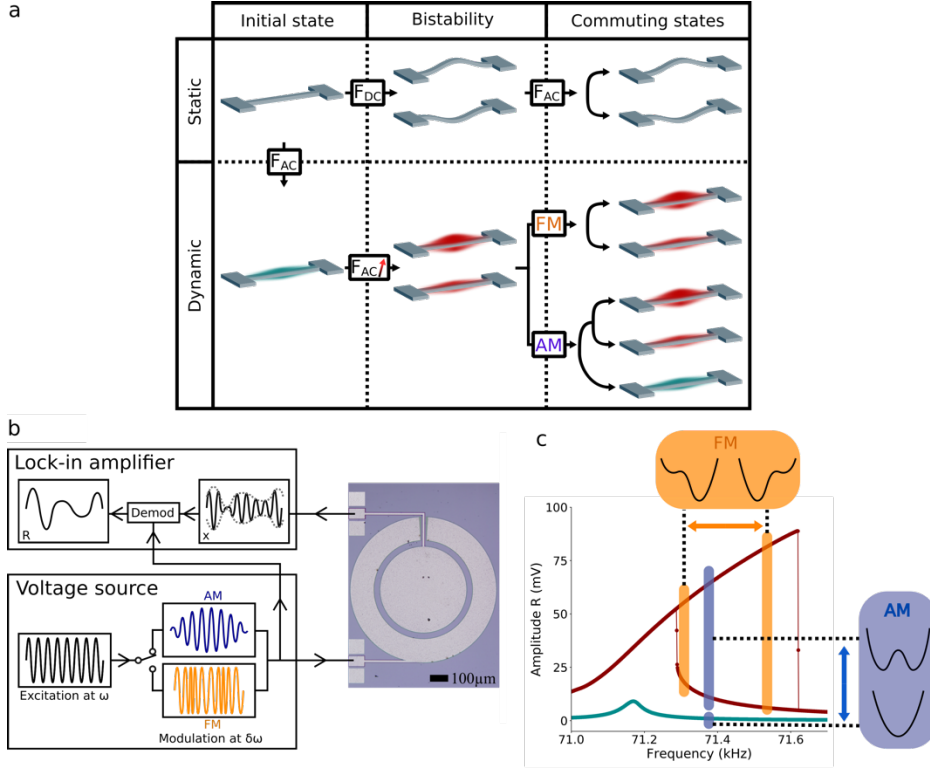 a
Initial state
Bistability
Commuting states
Static
F_DC
F_AC
F_AC
Dynamic
F_AC
FM
AM
b
Lock-in amplifier
R
Demod
x
Voltage source
AM
Excitation at ω
FM
Modulation at δω
100µm
c
FM
100
75
50
25
0
Amplitude R (mV)
71.0
71.2
71.4
71.6
Frequency (kHz)
AM